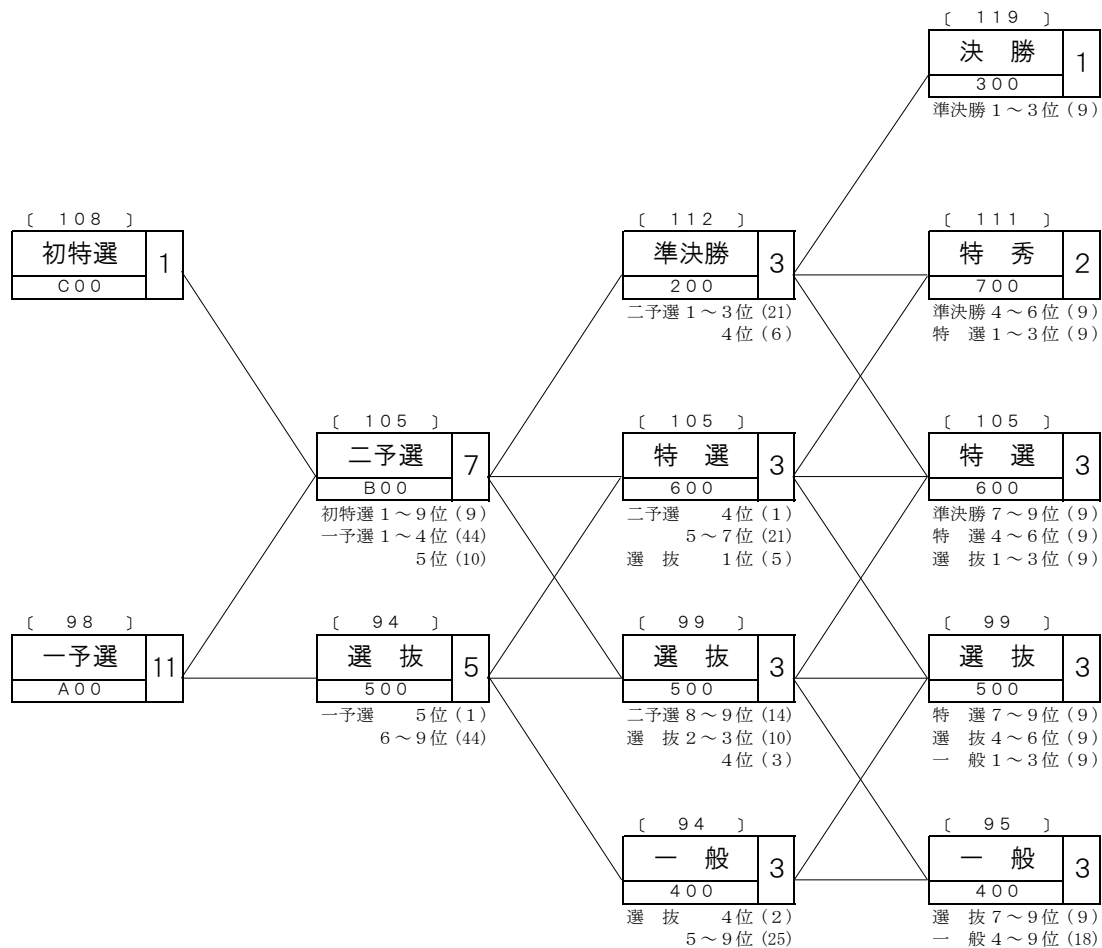 〔 １１９ 〕
決 勝 1
３００
準決勝１～３位（９）
〔 １０８ 〕
初特選 1
Ｃ００
〔 １１２ 〕
準決勝 3
２００
二予選１～３位（21）
４位（６）
〔 １１１ 〕
特 秀 2
７００
準決勝４～６位（９）
特 選１～３位（９）
〔 １０５ 〕
二予選 7
Ｂ００
初特選１～９位（９）
一予選１～４位（44）
５位（10）
〔 １０５ 〕
特 選 3
６００
二予選 ４位（１）
５～７位（21）
選 抜 １位（５）
〔 １０５ 〕
特 選 3
６００
準決勝７～９位（９）
特 選４～６位（９）
選 抜１～３位（９）
〔 ９８ 〕
一予選 11
Ａ００
〔 ９４ 〕
選 抜 5
５００
一予選 ５位（１）
６～９位（44）
〔 ９９ 〕
選 抜 3
５００
二予選８～９位（14）
選 抜２～３位（10）
４位（３）
〔 ９９ 〕
選 抜 3
５００
特 選７～９位（９）
選 抜４～６位（９）
一 般１～３位（９）
〔 ９４ 〕
一 般 3
４００
選 抜 ４位（２）
５～９位（25）
〔 ９５ 〕
一 般 3
４００
選 抜７～９位（９）
一 般４～９位（18）